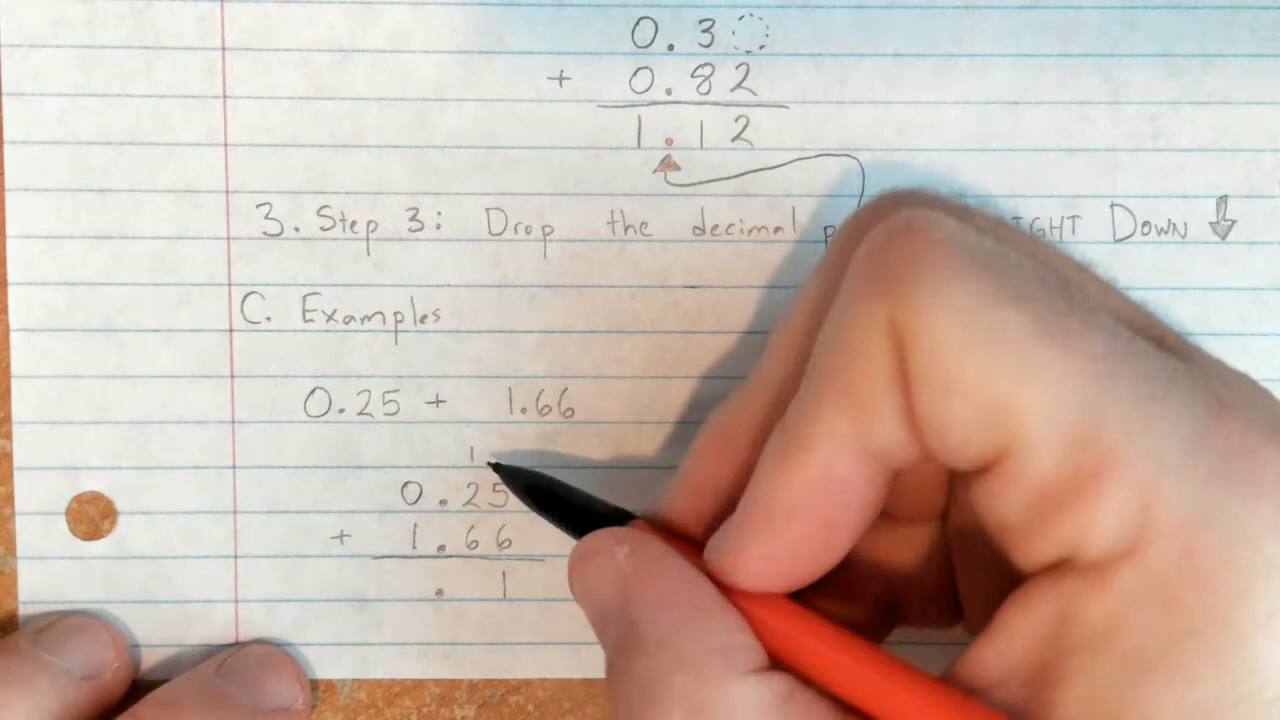 0.3
+ 0.82
1.12
3. Step 3: Drop the decimal DOWN
C. Examples
0.25 + 1.66
1
0.25
+ 1.66
. 1